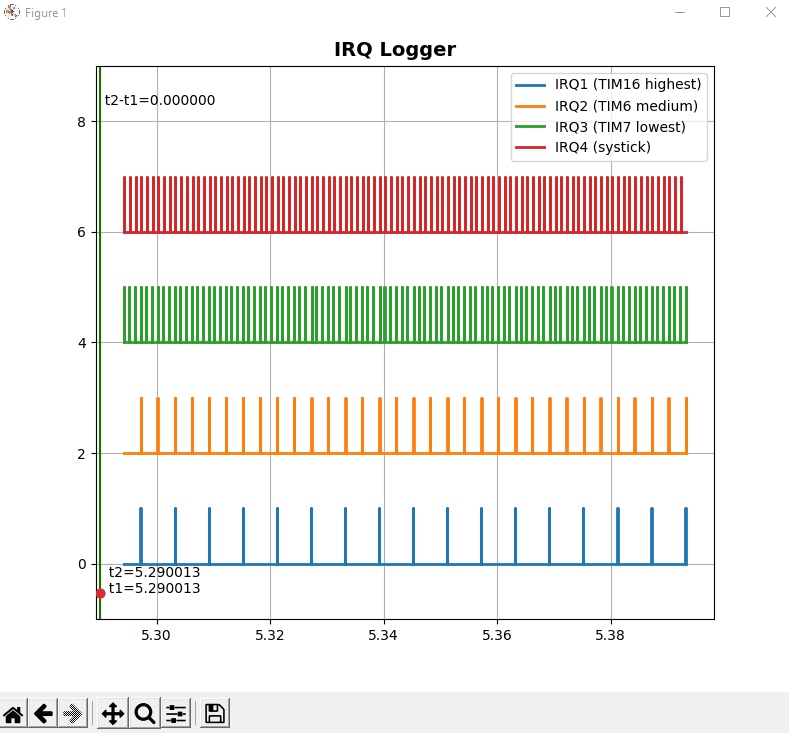 Figure 1
IRQ Logger
t2-t1=0.000000
IRQ1 (TIM16 highest)
IRQ2 (TIM6 medium)
IRQ3 (TIM7 lowest)
IRQ4 (systick)
8
6
4
2
0
t2=5.290013
t1=5.290013
5.30 5.32 5.34 5.36 5.38